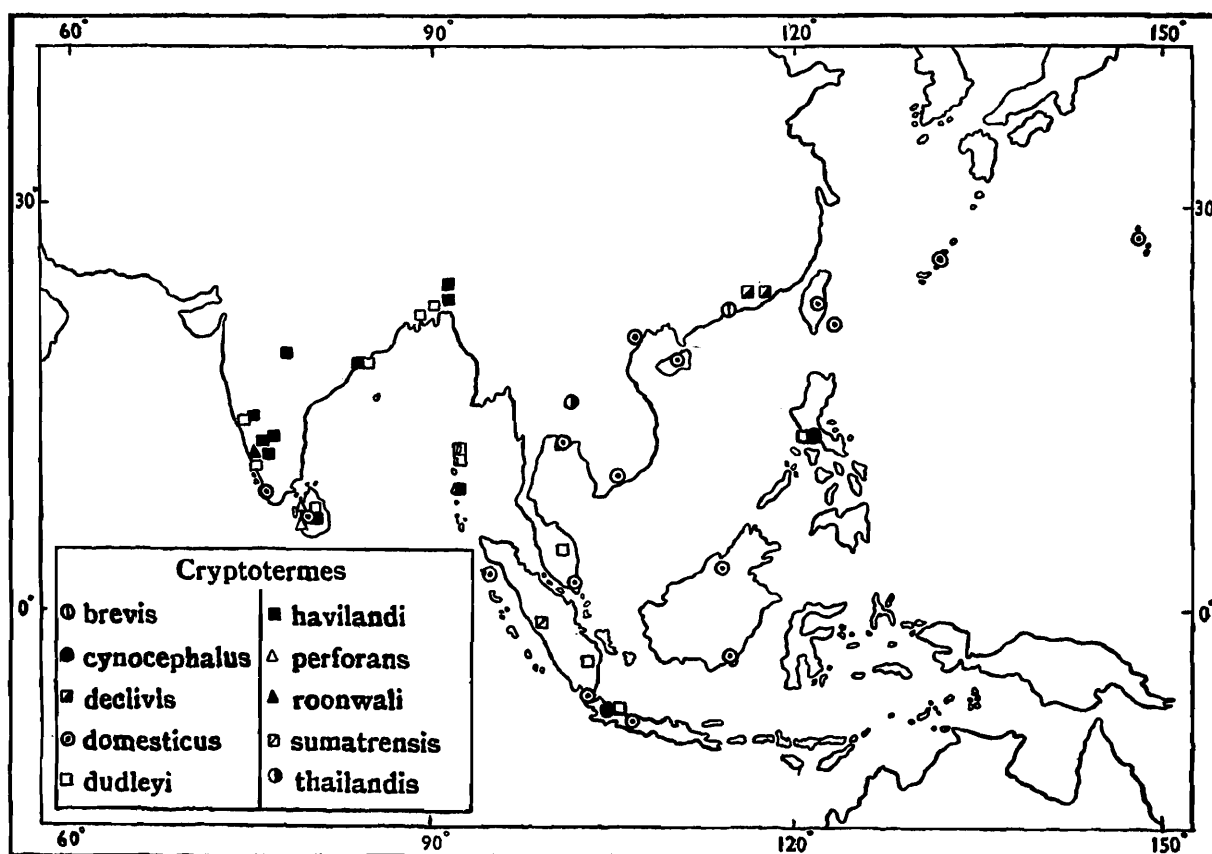 60° 90° 120° 150°
30° 30°
0° 0°
Cryptotermes
brevis
cynocephalus
declivls
domesticus
dudleyi
havilandi
perforans
roonwali
sumatrensis
thailandis
60° 90° 120° 150°